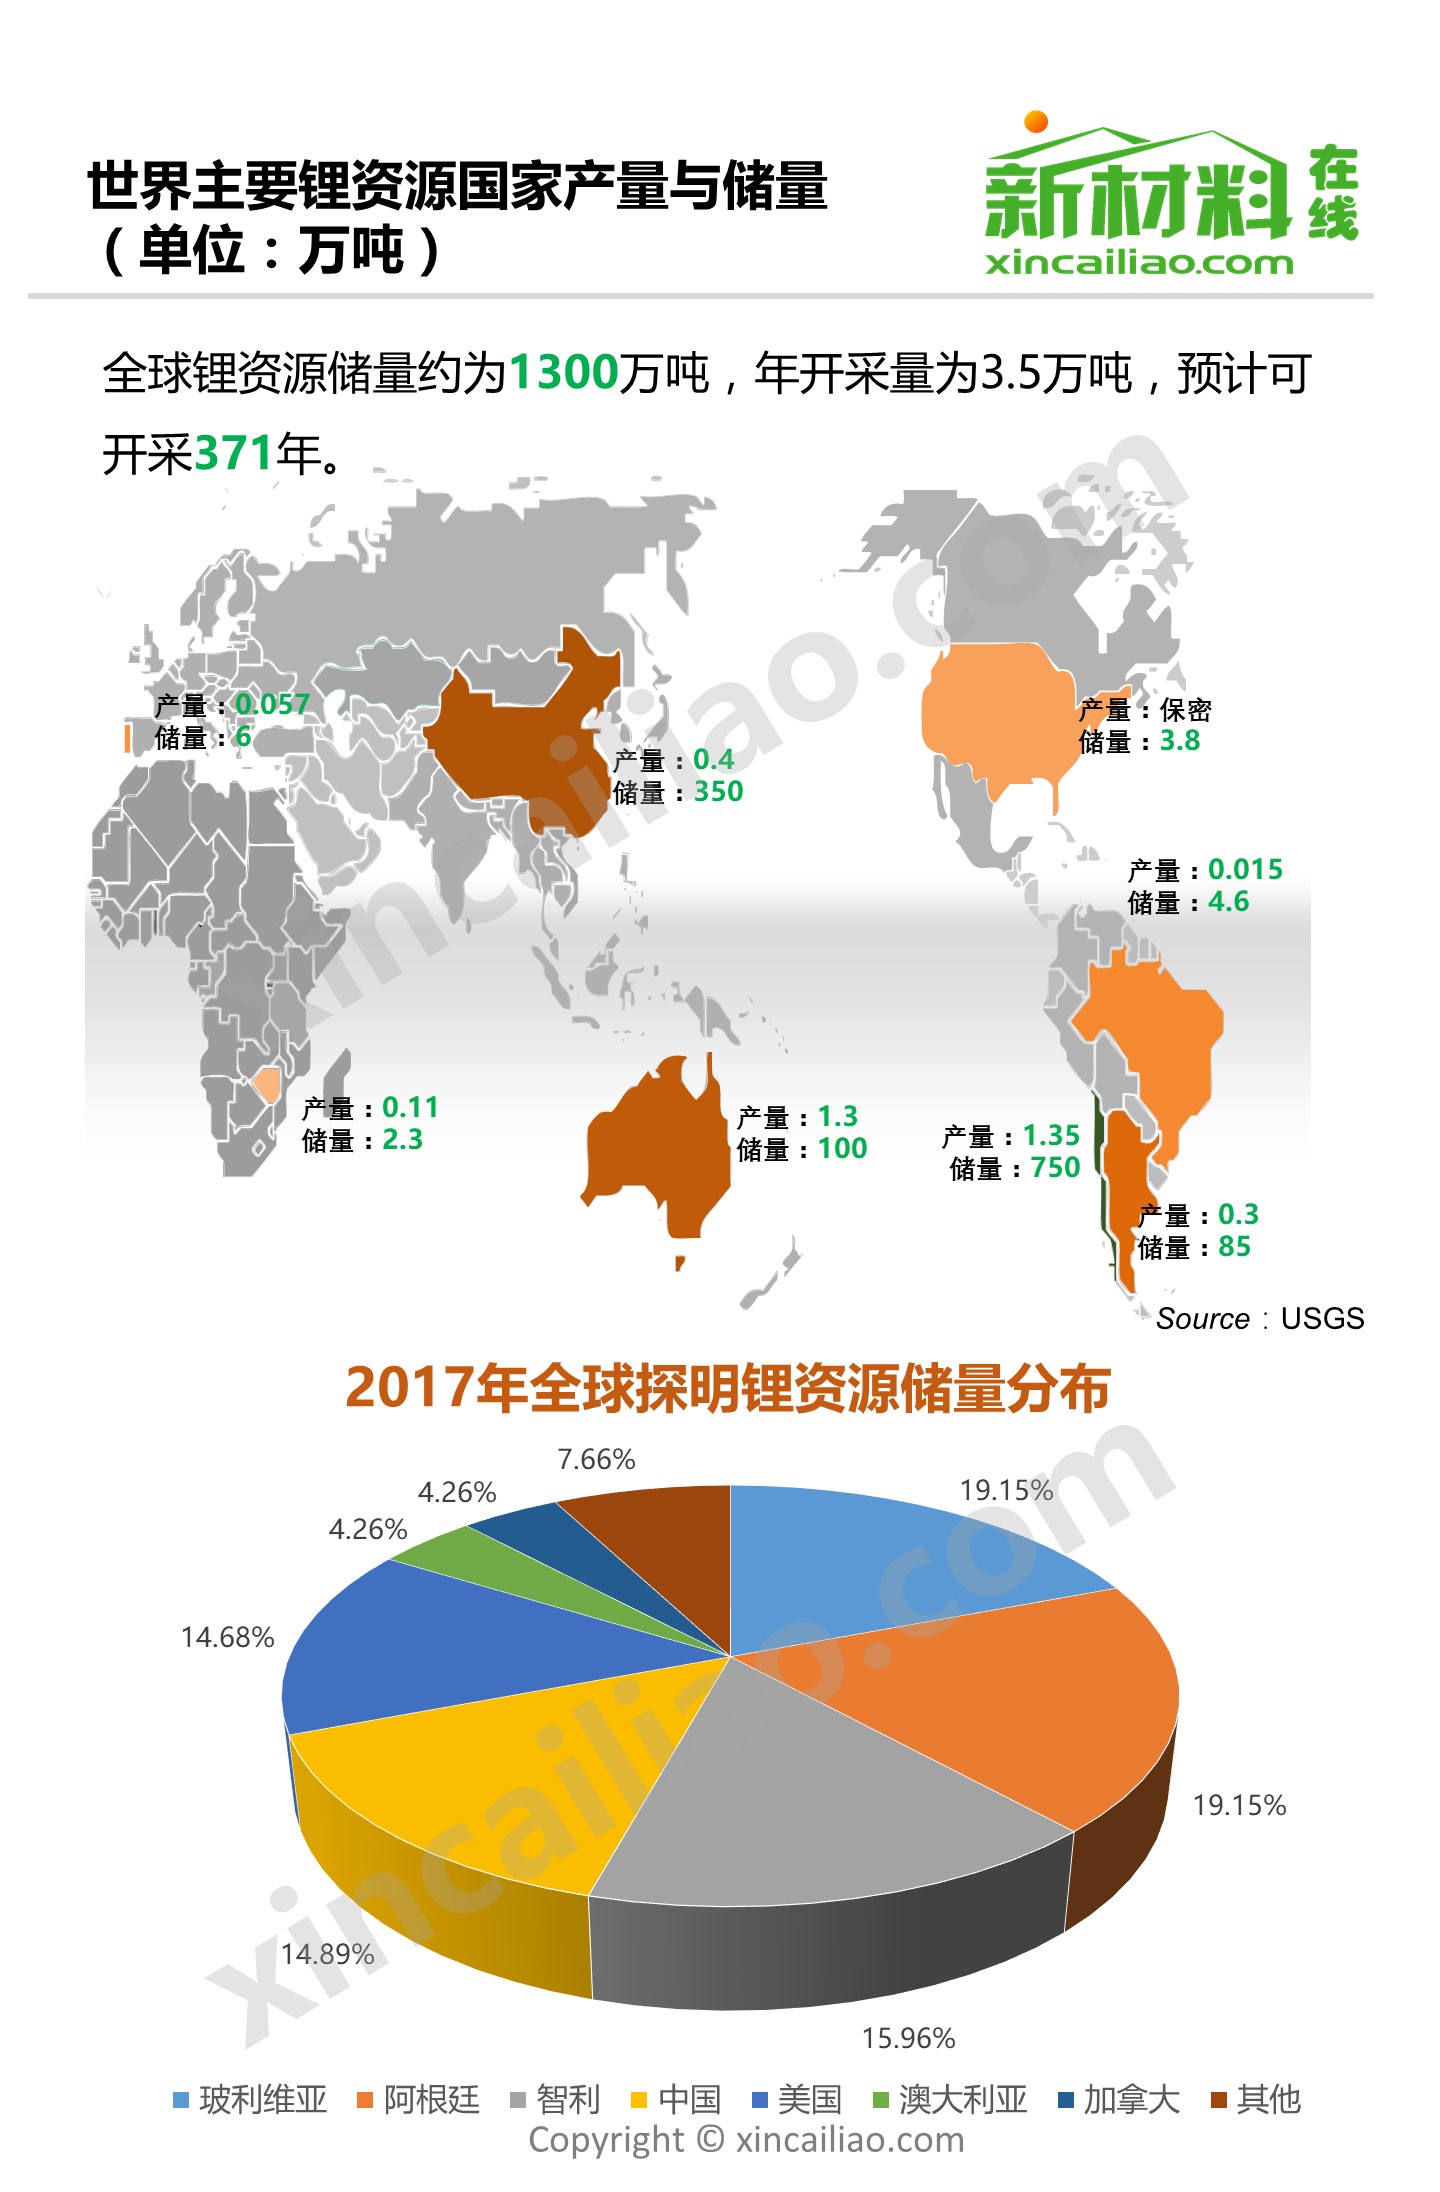 世界主要锂资源国家产量与储量
（单位：万吨）
新材料在线
xincailiao.com
全球锂资源储量约为1300万吨，年开采量为3.5万吨，预计可
开采371年。
产量：0.057
储量：6
产量：保密
储量：3.8
产量：0.4
储量：350
产量：0.015
储量：4.6
产量：0.11
储量：2.3
产量：1.3
储量：100
产量：1.35
储量：750
产量：0.3
储量：85
Source：USGS
xincailiao.com
2017年全球探明锂资源储量分布
7.66%
19.15%
4.26%
4.26%
14.68%
19.15%
14.89%
15.96%
xincailiao.com
玻利维亚 阿根廷 智利 中国 美国 澳大利亚 加拿大 其他
Copyright © xincailiao.com